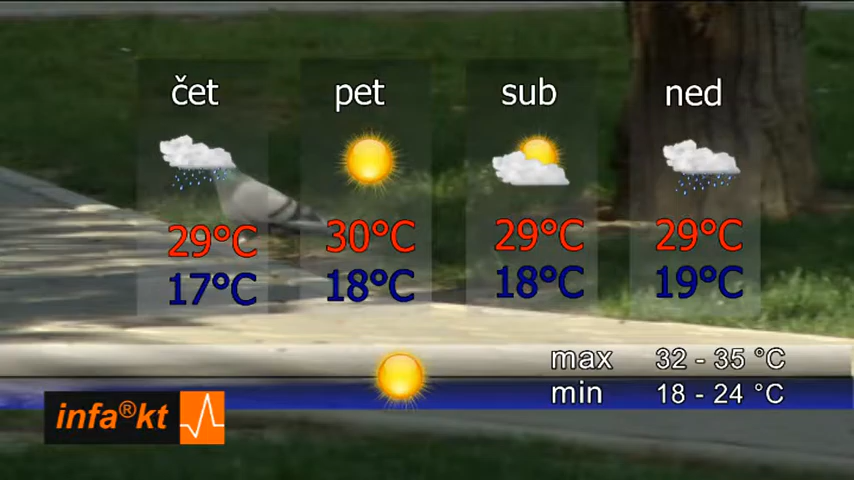 čet pet sub ned
29°C 30°C 29°C 29°C
17°C 18°C 18°C 19°C
max 32 - 35 °C
min 18 - 24 °C
infa®kt